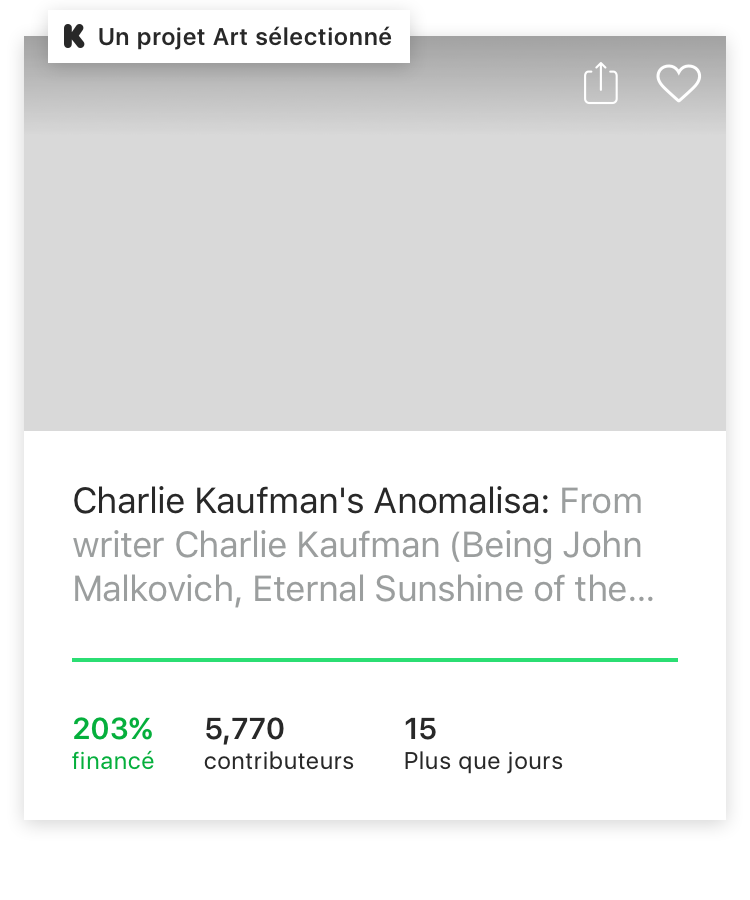 Un projet Art sélectionné
Charlie Kaufman's Anomalisa: From
writer Charlie Kaufman (Being John
Malkovich, Eternal Sunshine of the...
203% 5,770 15
financé contributeurs Plus que jours